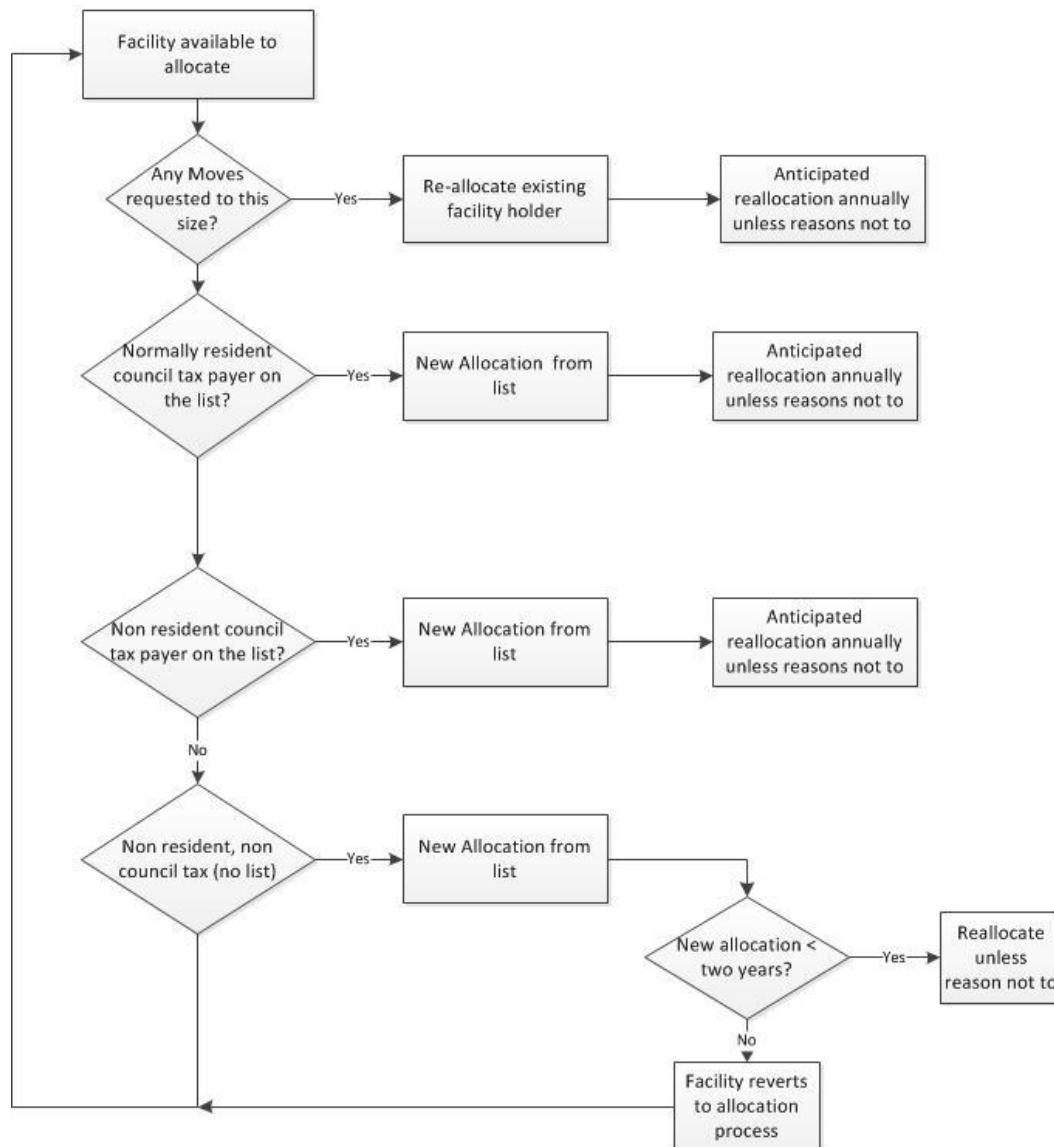 Facility available to
allocate
Any Moves
requested to this
size?
Yes
Re-allocate existing
facility holder
Anticipated
reallocation annually
unless reasons not to
Normally resident
council tax payer on
the list?
Yes
New Allocation from
list
Anticipated
reallocation annually
unless reasons not to
Non resident council
tax payer on the list?
Yes
New Allocation from
list
Anticipated
reallocation annually
unless reasons not to
No
Non resident, non
council tax (no list)
Yes
New Allocation from
list
New allocation <
two years?
Yes
Reallocate
unless
reason not to
No
Facility reverts
to allocation
process